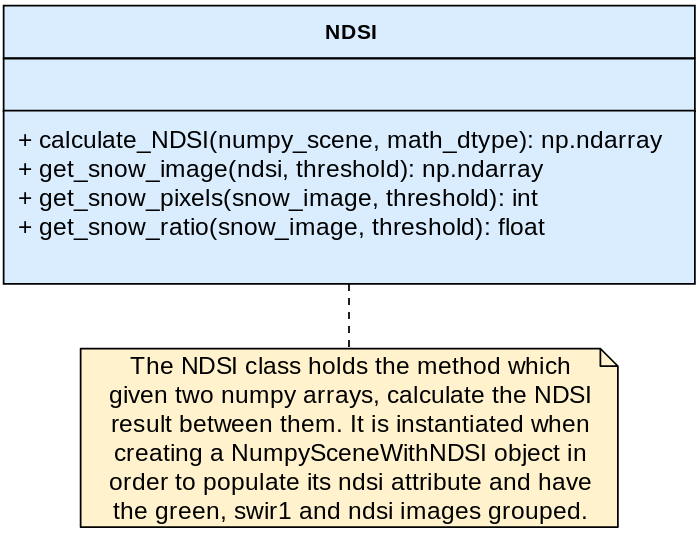 NDSI
+ calculate_NDSI(numpy_scene, math_dtype): np.ndarray
+ get_snow_image(ndsi, threshold): np.ndarray
+ get_snow_pixels(snow_image, threshold): int
+ get_snow_ratio(snow_image, threshold): float
The NDSI class holds the method which
given two numpy arrays, calculate the NDSI
result between them. It is instantiated when
creating a NumpySceneWithNDSI object in
order to populate its ndsi attribute and have
the green, swir1 and ndsi images grouped.